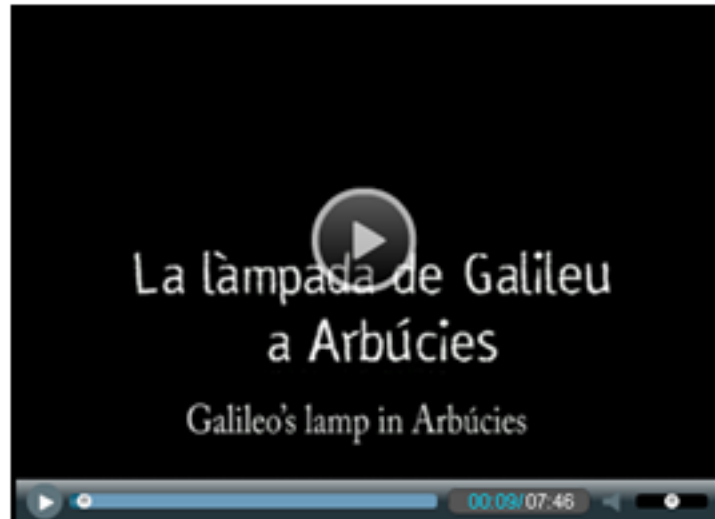 La làmpada de Galileu
a Arbúcies
Galileo's lamp in Arbúcies
00:09/07:46